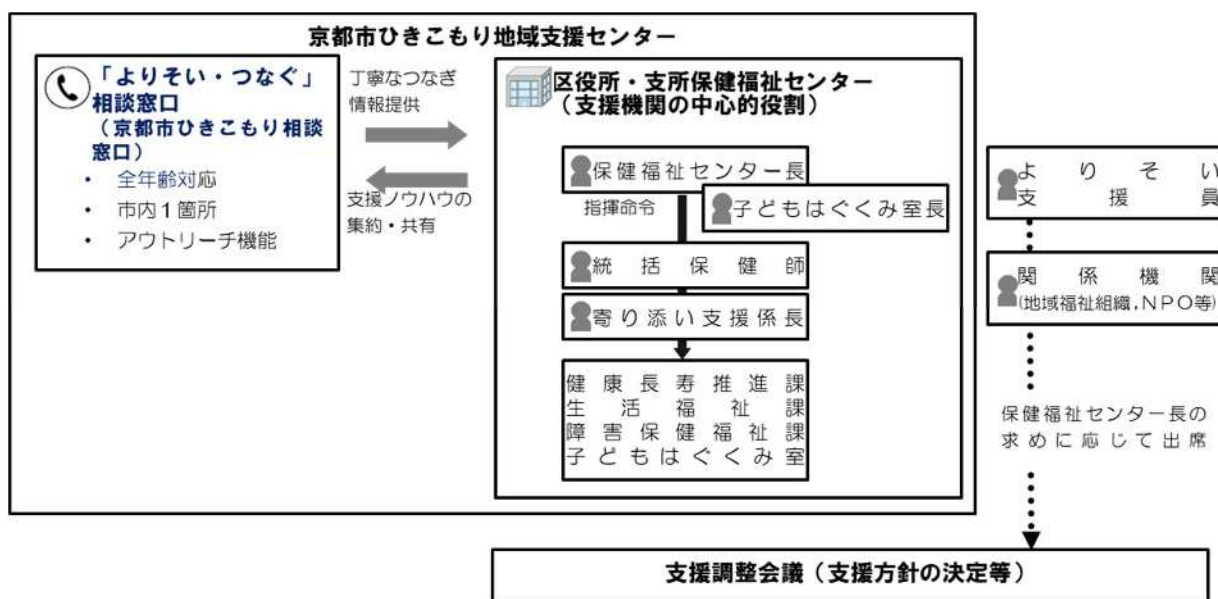 京都市ひきこもり地域支援センター
「よりそい・つなぐ」
相談窓口
（京都市ひきこもり相談
窓口）
• 全年齢対応
• 市内１箇所
• アウトリーチ機能
丁寧なつなぎ
情報提供
支援ノウハウの
集約・共有
区役所・支所保健福祉センター
（支援機関の中心的役割）
保健福祉センター長
指揮命令
子どもはぐくみ室長
統括保健師
寄り添い支援係長
健康長寿推進課
生活福祉課
障害保健福祉課
子どもはぐくみ室
よりそい
支援員
関係機関
(地域福祉組織,ＮＰＯ等)
保健福祉センター長の
求めに応じて出席
支援調整会議（支援方針の決定等）